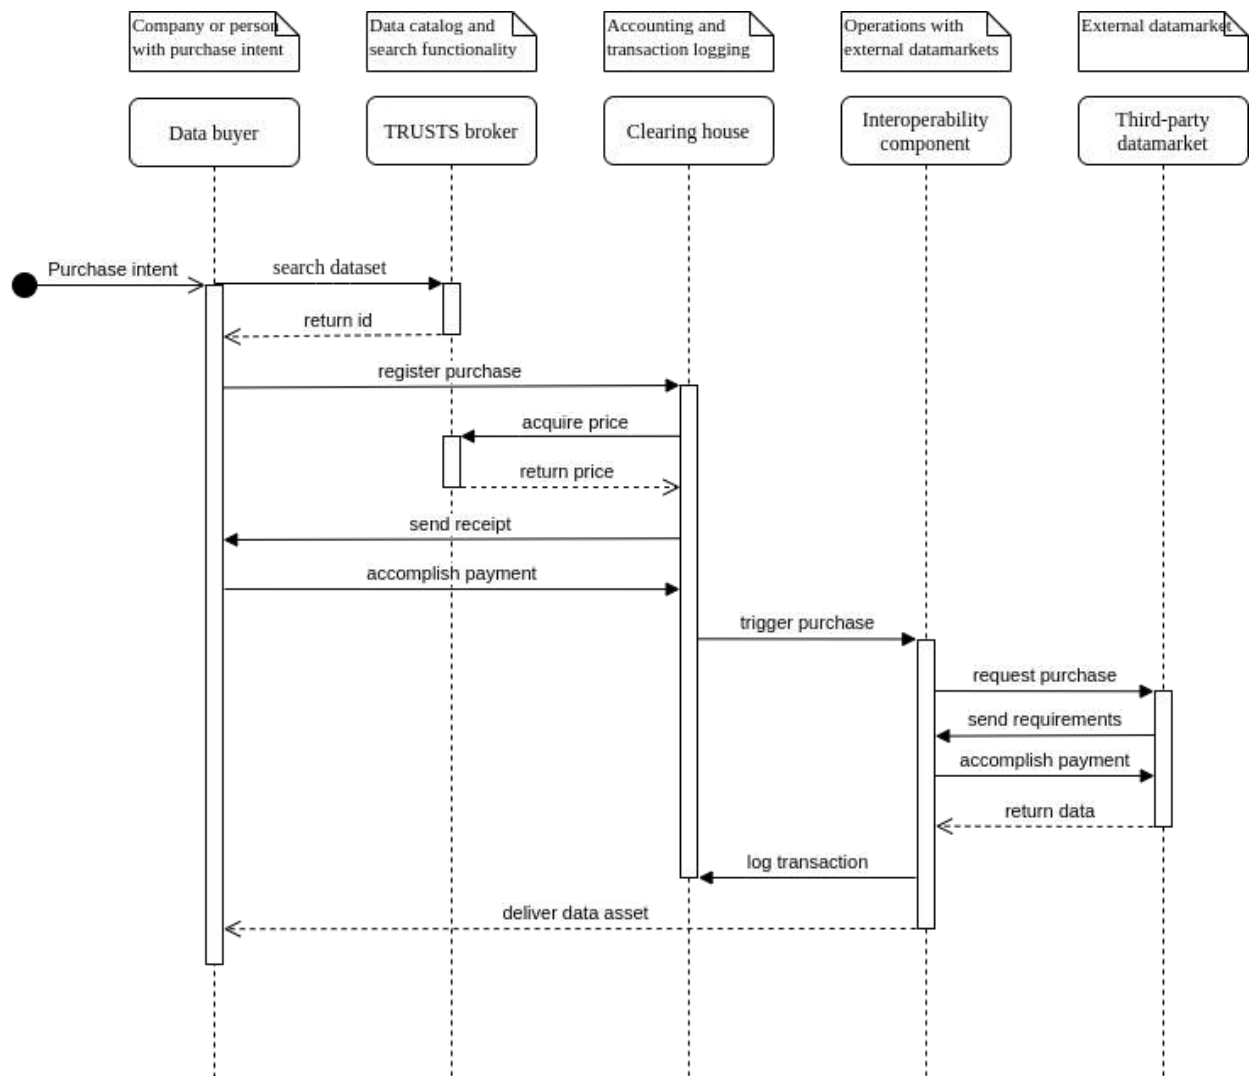 Company or person
with purchase intent
Data catalog and
search functionality
Accounting and
transaction logging
Operations with
external datamarkets
External datamarket
Data buyer
TRUSTS broker
Clearing house
Interoperability
component
Third-party
datamarket
Purchase intent
search dataset
return id
register purchase
acquire price
return price
send receipt
accomplish payment
trigger purchase
request purchase
send requirements
accomplish payment
return data
log transaction
deliver data asset